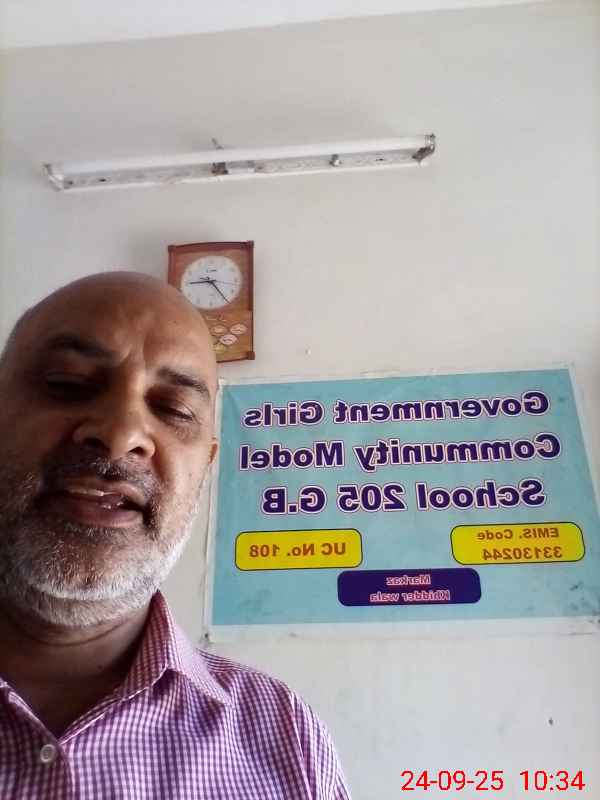 Government Girls
Community Model
School 205 G.B
EMIS. Code
33130244
UC No. 108
Markaz
Khidder wala
24-09-25 10:34